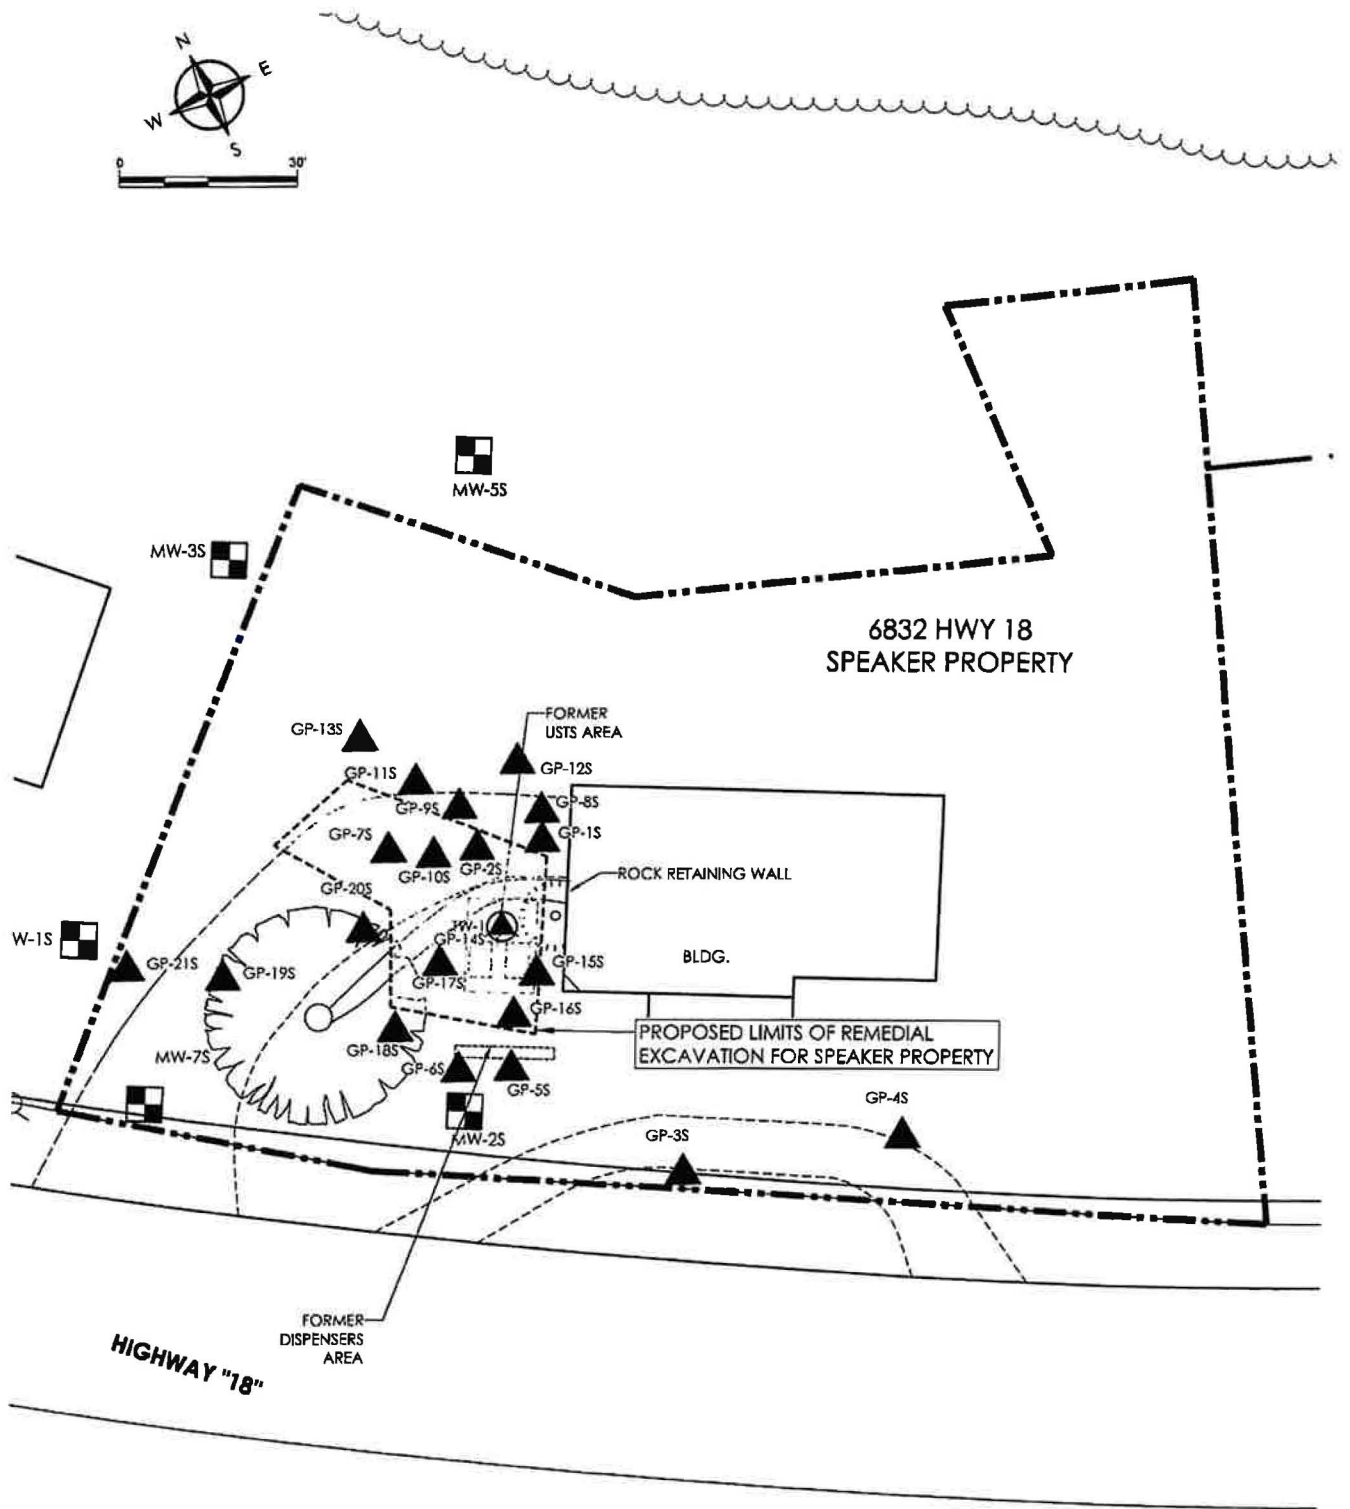 N
E
W
S
0 30'
MW-5S
MW-3S
6832 HWY 18
SPEAKER PROPERTY
FORMER
USTS AREA
GP-13S
GP-12S
GP-11S
GP-9S
GP-8S
GP-7S
GP-1S
GP-10S
GP-2S
ROCK RETAINING WALL
GP-20S
W-1S
TW-1
GP-14S
BLDG.
GP-21S
GP-19S
GP-17S
GP-15S
GP-16S
PROPOSED LIMITS OF REMEDIAL
EXCAVATION FOR SPEAKER PROPERTY
GP-18S
MW-7S
GP-6S
GP-5S
GP-4S
MW-2S
GP-3S
FORMER
DISPENSERS
AREA
HIGHWAY "18"